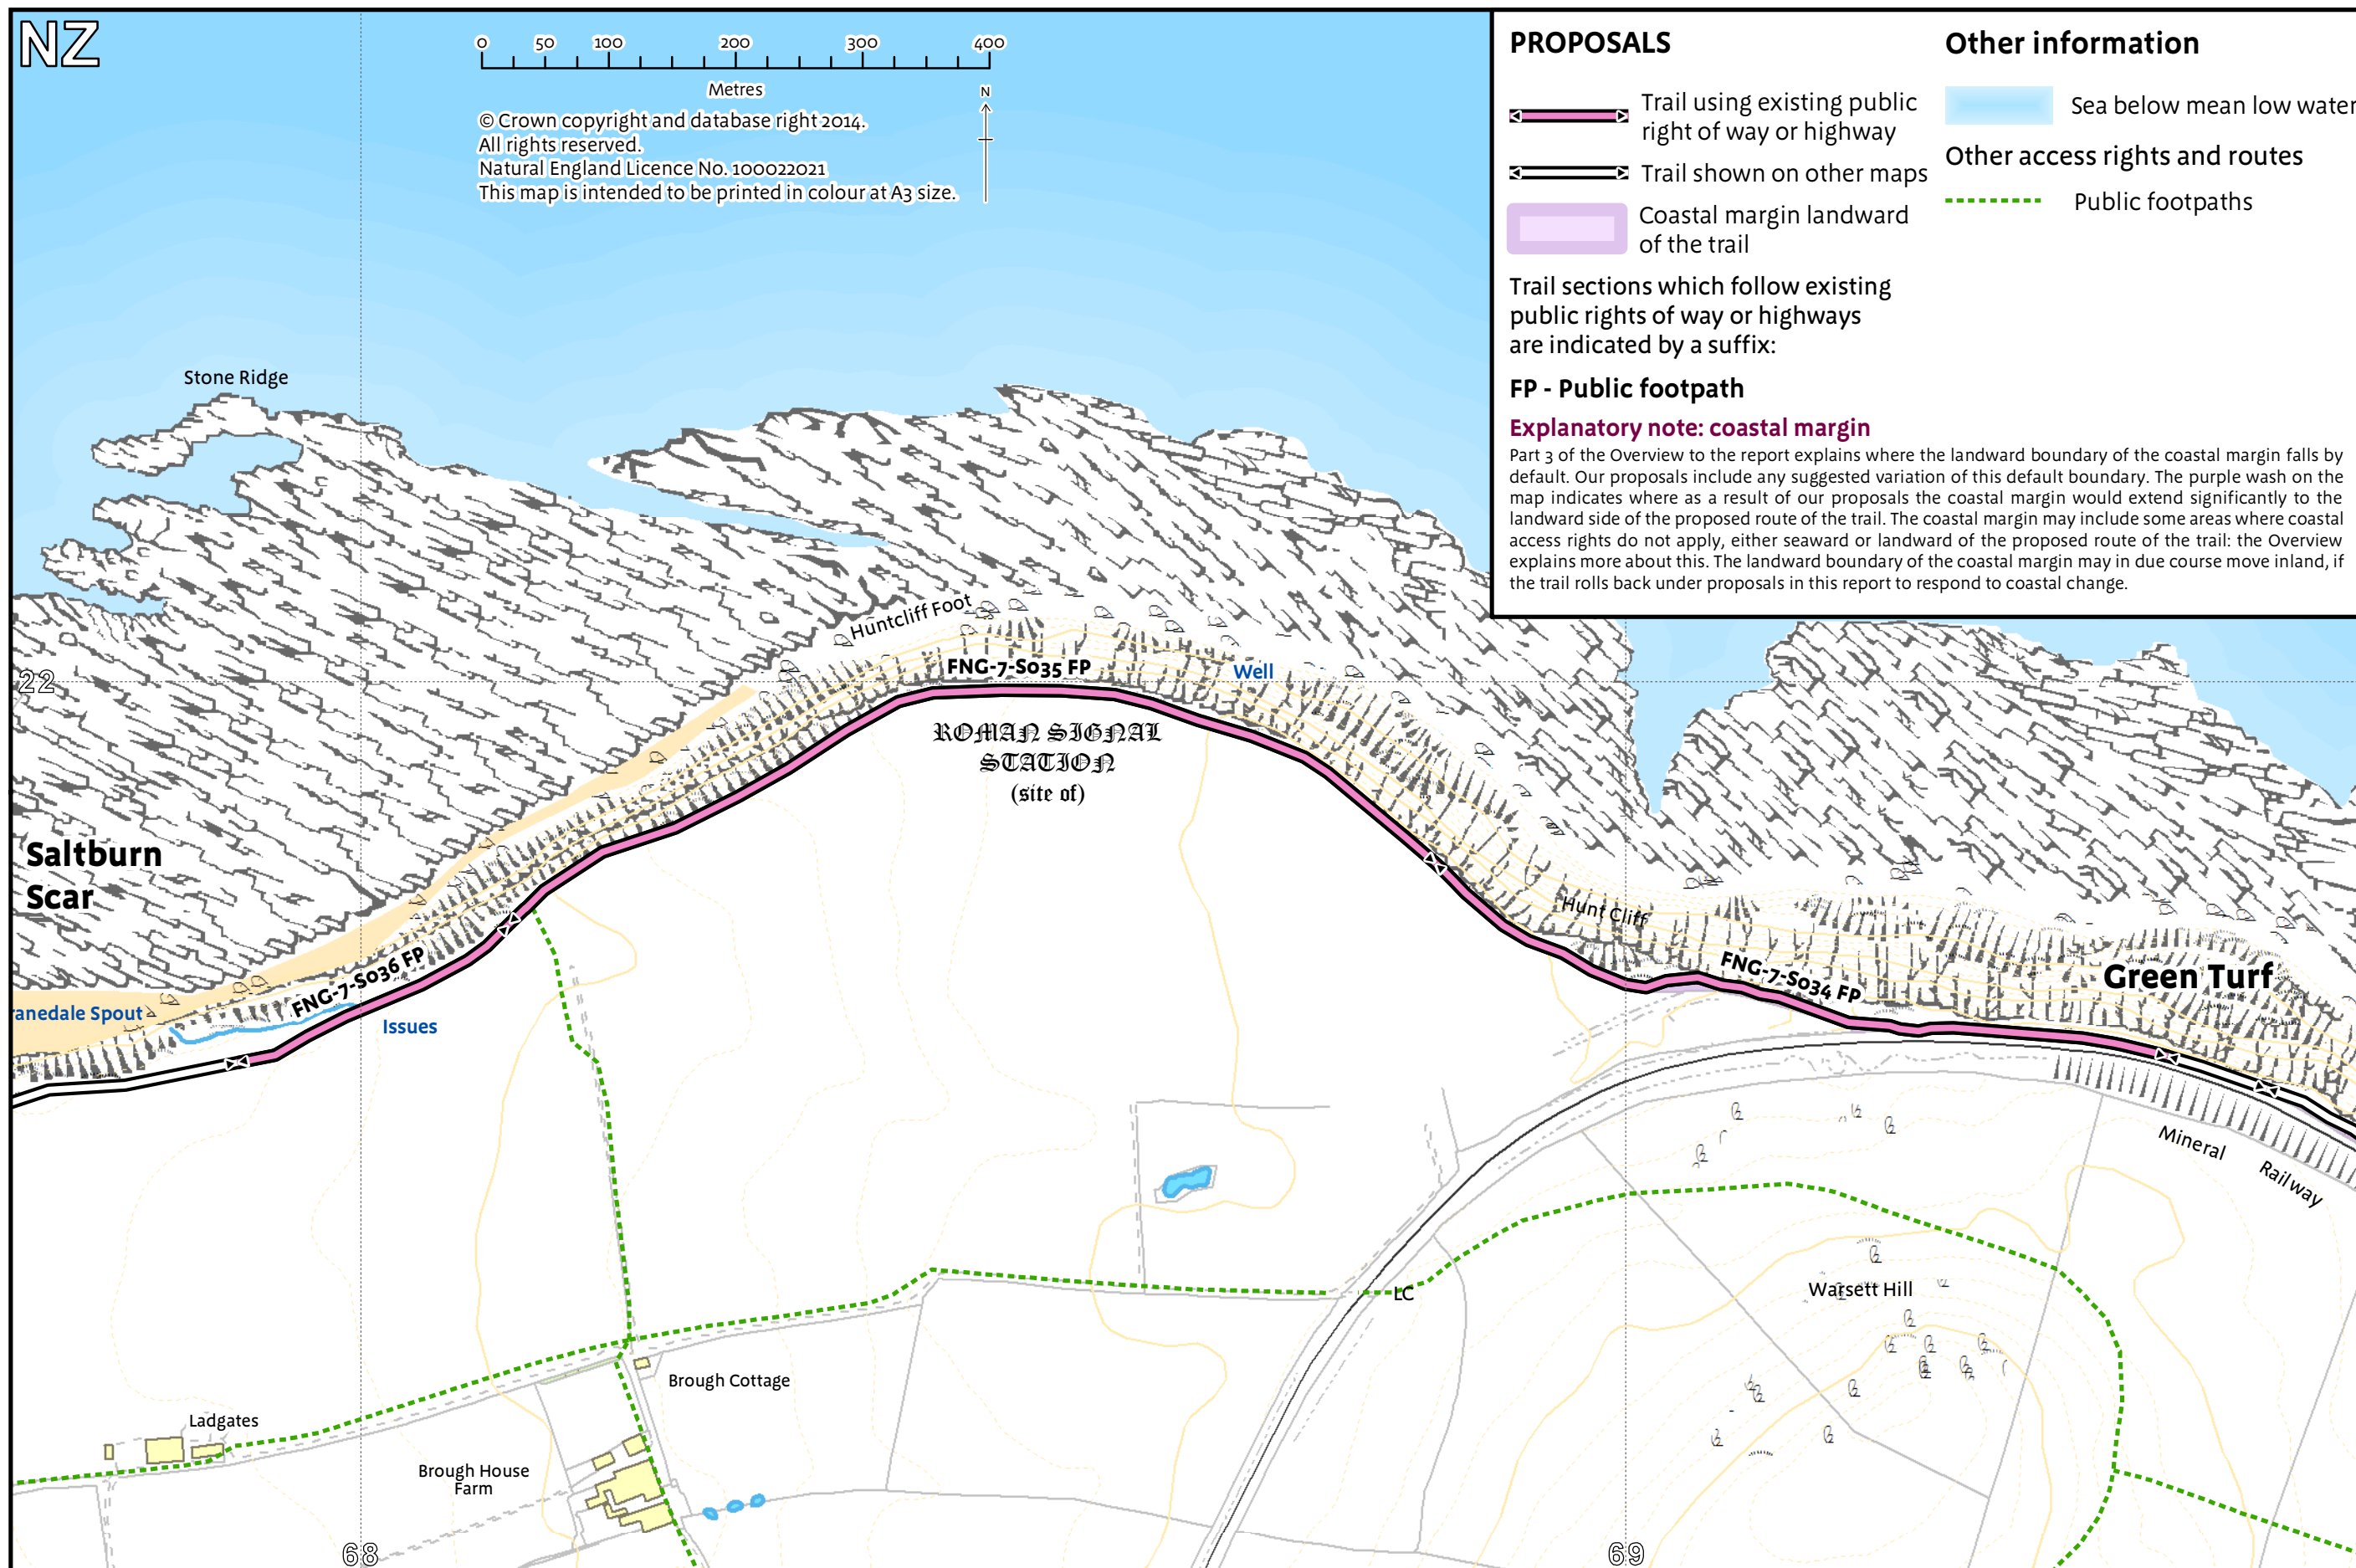 NZ
0 50 100 200 300 400
Metres
N
© Crown copyright and database right 2014.
All rights reserved.
Natural England Licence No. 100022021
This map is intended to be printed in colour at A3 size.
PROPOSALS
Trail using existing public
right of way or highway
Trail shown on other maps
Coastal margin landward
of the trail
Trail sections which follow existing
public rights of way or highways
are indicated by a suffix:
FP - Public footpath
Other information
Sea below mean low water
Other access rights and routes
Public footpaths
Explanatory note: coastal margin
Part 3 of the Overview to the report explains where the landward boundary of the coastal margin falls by
default. Our proposals include any suggested variation of this default boundary. The purple wash on the
map indicates where as a result of our proposals the coastal margin would extend significantly to the
landward side of the proposed route of the trail. The coastal margin may include some areas where coastal
access rights do not apply, either seaward or landward of the proposed route of the trail: the Overview
explains more about this. The landward boundary of the coastal margin may in due course move inland, if
the trail rolls back under proposals in this report to respond to coastal change.
Stone Ridge
Huntcliff Foot
FNG-7-S035 FP
Well
22
ROMAN SIGNAL
STATION
(site of)
Saltburn
Scar
Hunt Cliff
FNG-7-S036 FP
FNG-7-S034 FP
Green Turf
ranedale Spout
Issues
Mineral
Railway
LC
Warsett Hill
Brough Cottage
Ladgates
Brough House
Farm
68
69